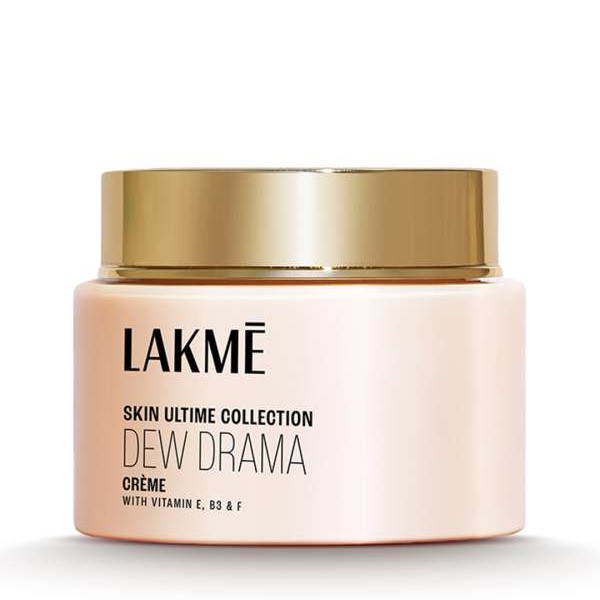 LAKMĒ
SKIN ULTIME COLLECTION
DEW DRAMA
CRÈME
WITH VITAMIN E, B3 & F